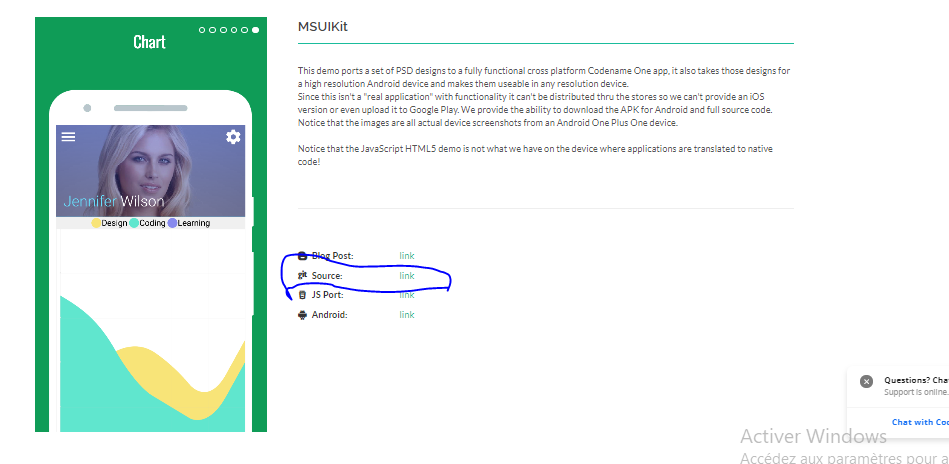 Chart
Jennifer Wilson
Design Coding Learning
MSUIKit
This demo ports a set of PSD designs to a fully functional cross platform Codename One app, it also takes those designs for
a high resolution Android device and makes them useable in any resolution device.
Since this isn't a "real application" with functionality it can't be distributed thru the stores so we can't provide an iOS
version or even upload it to Google Play. We provide the ability to download the APK for Android and full source code.
Notice that the images are all actual device screenshots from an Android One Plus One device.
Notice that the JavaScript HTML5 demo is not what we have on the device where applications are translated to native
code!
Blog Post: link
git Source: link
JS Port: link
Android: link
Questions? Cha
Support is online.
Chat with Coo
Activer Windows
Accédez aux paramètres pour a